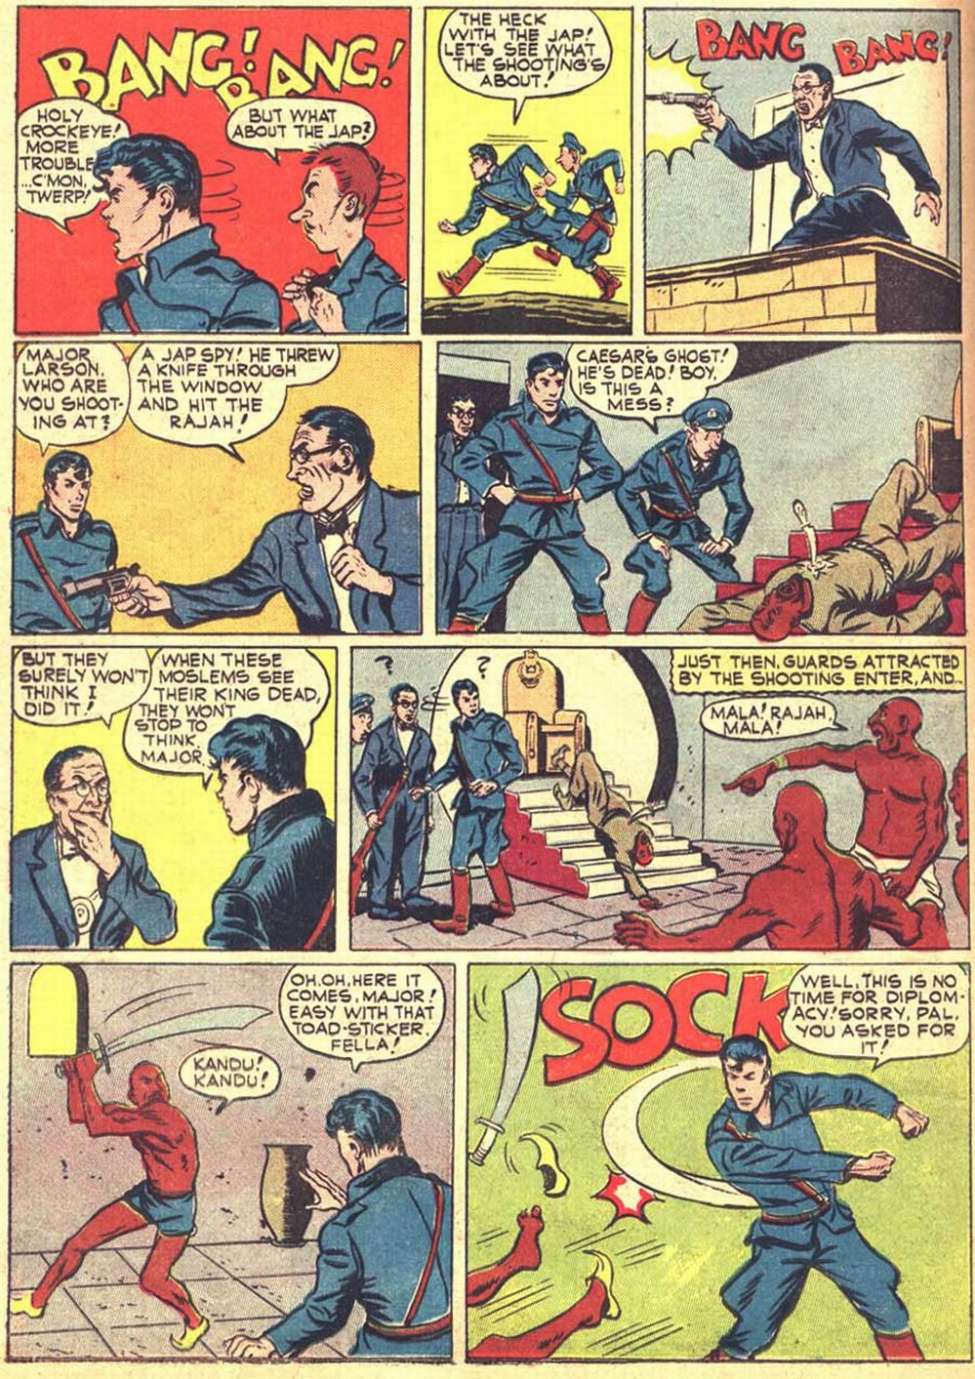 BANG! BANG!
HOLY
CROCKEYE!
MORE
TROUBLE
...C'MON,
TWERP!
BUT WHAT
ABOUT THE JAP?
THE HECK
WITH THE JAP!
LET'S SEE WHAT
THE SHOOTING'S
ABOUT!
BANG BANG!
MAJOR
LARSON,
WHO ARE
YOU SHOOT-
ING AT?
A JAP SPY! HE THREW
A KNIFE THROUGH
THE WINDOW
AND HIT THE
RAJAH!
CAESAR'S GHOST!
HE'S DEAD! BOY,
IS THIS A
MESS?
BUT THEY
SURELY WON'T
THINK I
DID IT!
WHEN THESE
MOSLEMS SEE
THEIR KING DEAD,
THEY WON'T
STOP TO
THINK,
MAJOR.
?
?
JUST THEN, GUARDS ATTRACTED
BY THE SHOOTING ENTER, AND...
MALA! RAJAH,
MALA!
KANDU!
KANDU!
OH, OH, HERE IT
COMES, MAJOR!
EASY WITH THAT
TOAD-STICKER,
FELLA!
SOCK
WELL, THIS IS NO
TIME FOR DIPLOM-
ACY! SORRY, PAL,
YOU ASKED FOR
IT!